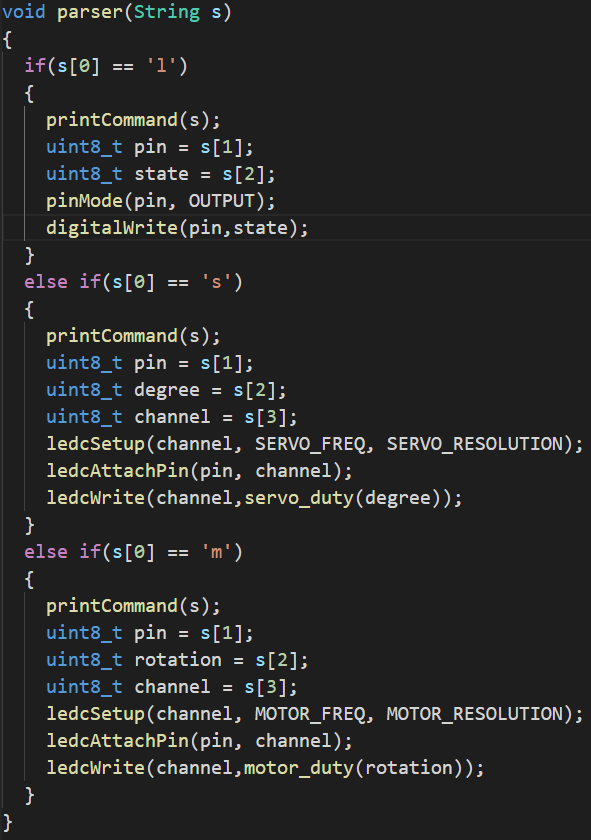 void parser(String s)
{
  if(s[0] == 'l')
  {
    printCommand(s);
    uint8_t pin = s[1];
    uint8_t state = s[2];
    pinMode(pin, OUTPUT);
    digitalWrite(pin,state);
  }
  else if(s[0] == 's')
  {
    printCommand(s);
    uint8_t pin = s[1];
    uint8_t degree = s[2];
    uint8_t channel = s[3];
    ledcSetup(channel, SERVO_FREQ, SERVO_RESOLUTION);
    ledcAttachPin(pin, channel);
    ledcWrite(channel,servo_duty(degree));
  }
  else if(s[0] == 'm')
  {
    printCommand(s);
    uint8_t pin = s[1];
    uint8_t rotation = s[2];
    uint8_t channel = s[3];
    ledcSetup(channel, MOTOR_FREQ, MOTOR_RESOLUTION);
    ledcAttachPin(pin, channel);
    ledcWrite(channel,motor_duty(rotation));
  }
}